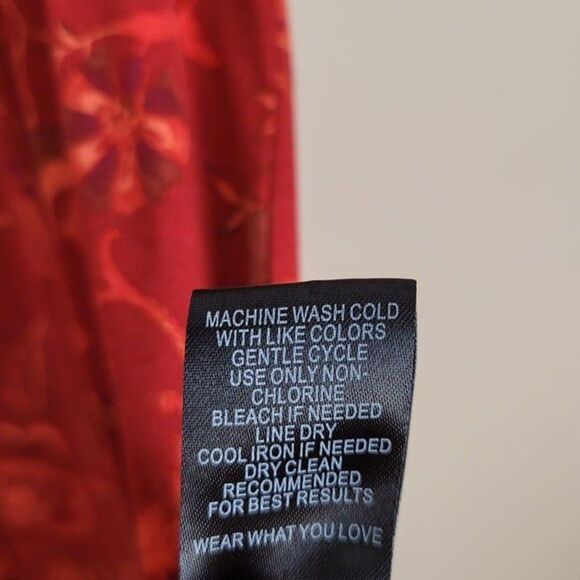 MACHINE WASH COLD
WITH LIKE COLORS
GENTLE CYCLE
USE ONLY NON-
CHLORINE
BLEACH IF NEEDED
LINE DRY
COOL IRON IF NEEDED
DRY CLEAN
RECOMMENDED
FOR BEST RESULTS
WEAR WHAT YOU LOVE